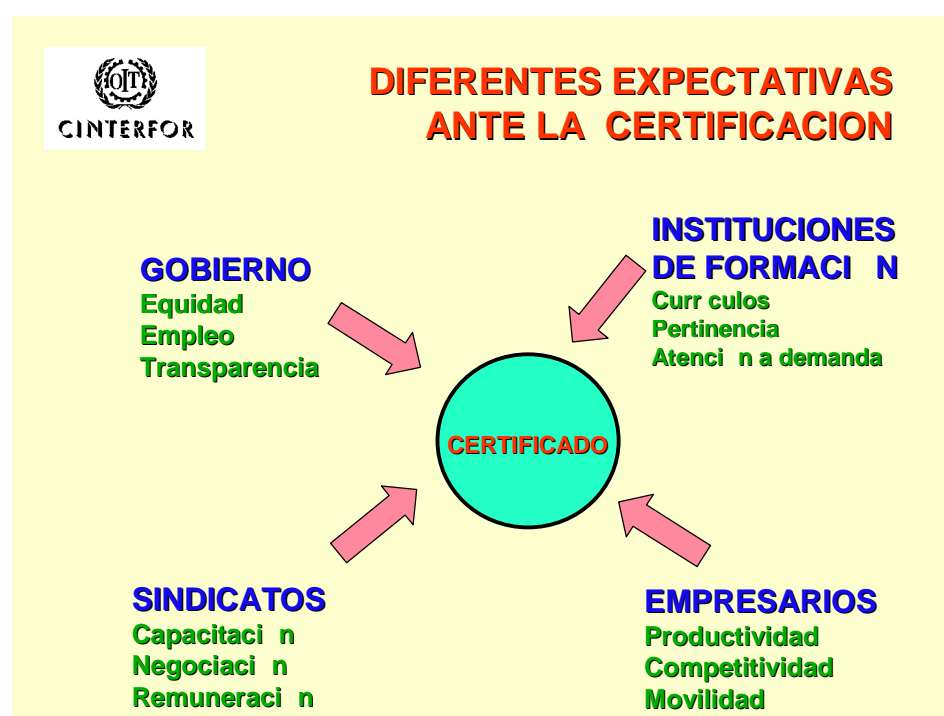 OIT
CINTERFOR
DIFERENTES EXPECTATIVAS
ANTE LA CERTIFICACION
GOBIERNO
Equidad
Empleo
Transparencia
INSTITUCIONES
DE FORMACI N
Curr culos
Pertinencia
Atenci n a demanda
CERTIFICADO
SINDICATOS
Capacitaci n
Negociaci n
Remuneraci n
EMPRESARIOS
Productividad
Competitividad
Movilidad